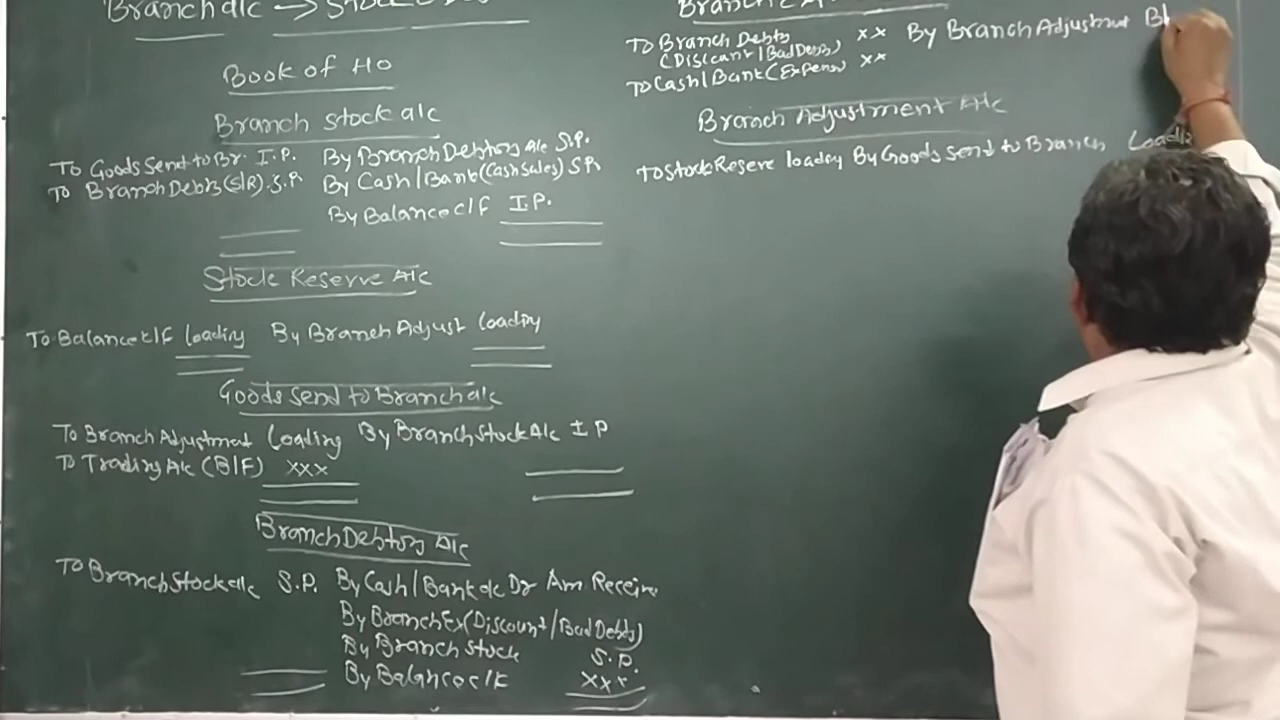 Branch a/c → Stock
Book of HO
Branch stock a/c
To Goods Send to Br. I.P. By Branch Debtors A/c S.P.
To Branch Debts (S/R) S.P. By Cash/Bank (Cash Sales) S.P.
By Balance C/F I.P.
Stock Reserve A/c
To Balance C/F loading By Branch Adjust loading
Goods Send to Branch a/c
To Branch Adjustment Loading By Branch Stock A/c I P
To Trading A/c (B/F) xxx
Branch Debtors A/c
To Branch Stock a/c S.P. By Cash/Bank a/c Dr Am Receive
By Branch Ex (Discount/Bad Debts)
By Branch Stock S.P.
By Balance c/f xxx
To Branch Debts xx By Branch Adjustment
(Discount/Bad Debts)
To Cash/Bank (Expense) xx
Branch Adjustment A/c
To Stock Resere loading By Goods Send to Branch Loading